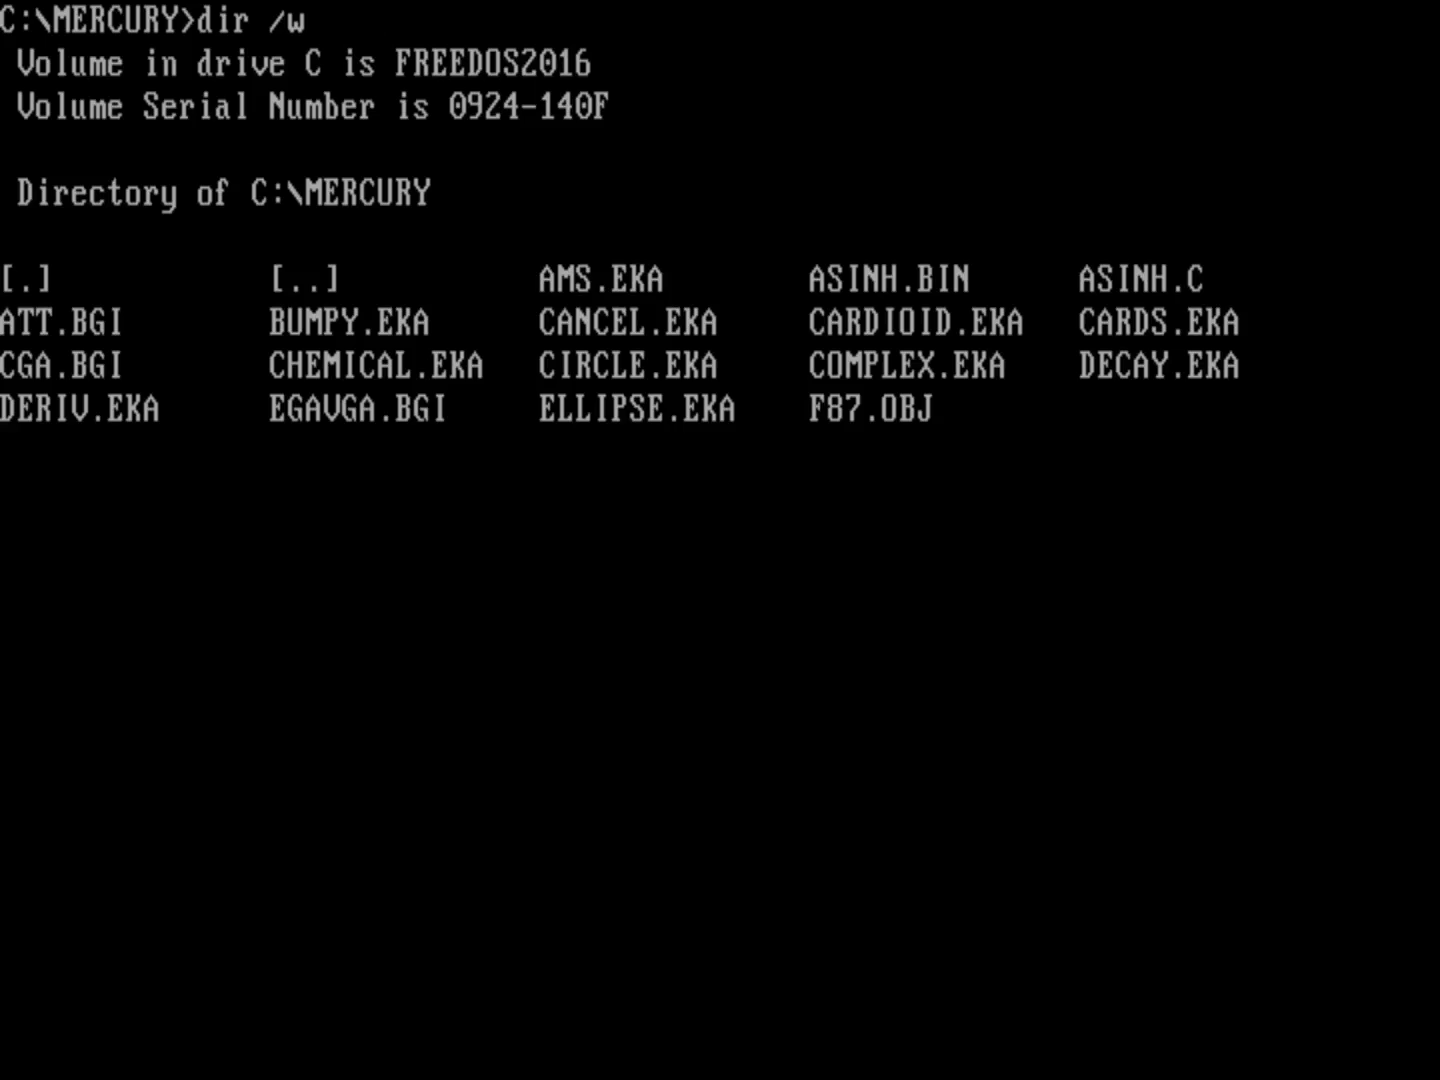 C:\MERCURY>dir /w
Volume in drive C is FREEDOS2016
Volume Serial Number is 0924-140F
Directory of C:\MERCURY
[.] [..] AMS.EKA ASINH.BIN ASINH.C
ATT.BGI BUMPY.EKA CANCEL.EKA CARDIOID.EKA CARDS.EKA
CGA.BGI CHEMICAL.EKA CIRCLE.EKA COMPLEX.EKA DECAY.EKA
DERIV.EKA EGAVGA.BGI ELLIPSE.EKA F87.OBJ